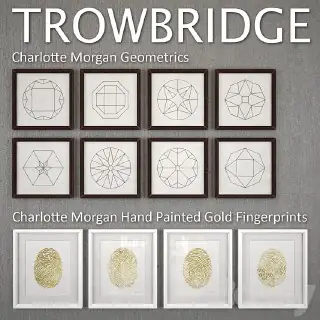 TROWBRIDGE
Charlotte Morgan Geometrics
Charlotte Morgan Hand Painted Gold Fingerprints